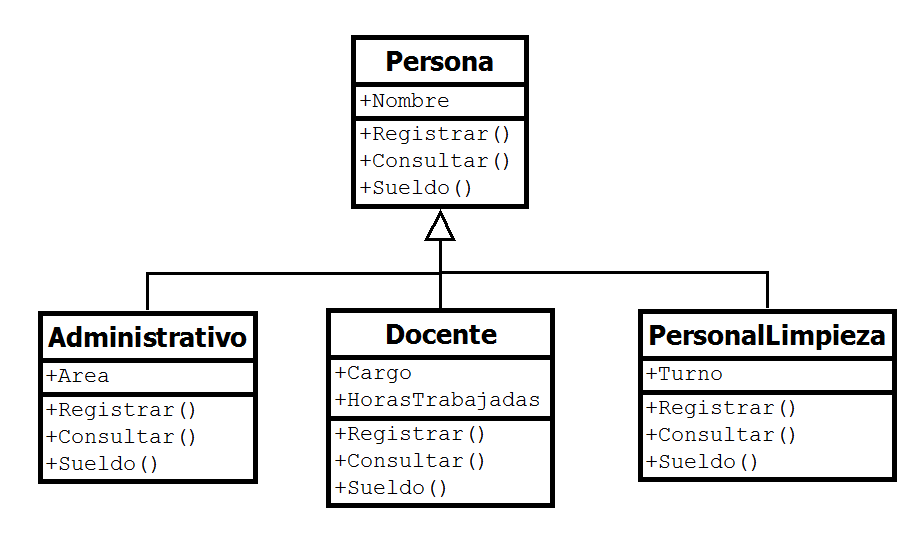 Persona
+Nombre
+Registrar()
+Consultar()
+Sueldo()
Administrativo
+Area
+Registrar()
+Consultar()
+Sueldo()
Docente
+Cargo
+HorasTrabajadas
+Registrar()
+Consultar()
+Sueldo()
PersonalLimpieza
+Turno
+Registrar()
+Consultar()
+Sueldo()